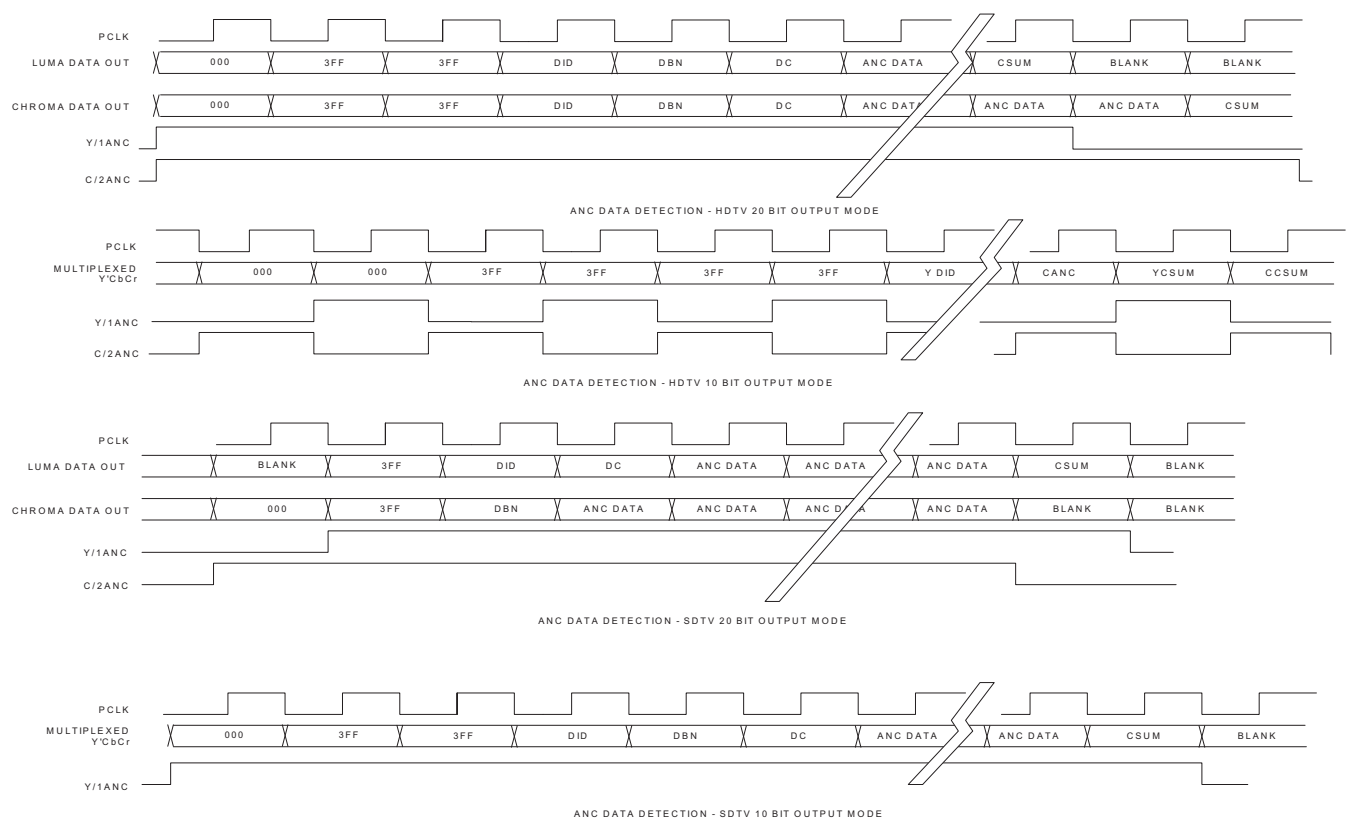 PCLK
LUMA DATA OUT 000 3FF 3FF DID DBN DC ANC DATA CSUM BLANK BLANK
CHROMA DATA OUT 000 3FF 3FF DID DBN DC ANC DATA ANC DATA ANC DATA CSUM
Y/1ANC
C/2ANC
ANC DATA DETECTION - HDTV 20 BIT OUTPUT MODE
PCLK
MULTIPLEXED
Y'CbCr 000 000 3FF 3FF 3FF 3FF Y DID CANC YCSUM CCSUM
Y/1ANC
C/2ANC
ANC DATA DETECTION - HDTV 10 BIT OUTPUT MODE
PCLK
LUMA DATA OUT BLANK 3FF DID DC ANC DATA ANC DATA ANC DATA CSUM BLANK
CHROMA DATA OUT 000 3FF DBN ANC DATA ANC DATA ANC DATA ANC DATA BLANK BLANK
Y/1ANC
C/2ANC
ANC DATA DETECTION - SDTV 20 BIT OUTPUT MODE
PCLK
MULTIPLEXED
Y'CbCr 000 3FF 3FF DID DBN DC ANC DATA ANC DATA CSUM BLANK
Y/1ANC
ANC DATA DETECTION - SDTV 10 BIT OUTPUT MODE